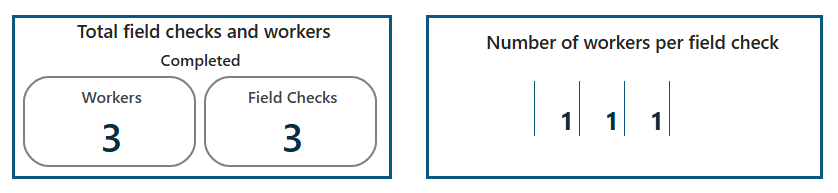 Total field checks and workers
Completed
Workers
Field Checks
3
3
Number of workers per field check
1 1 1